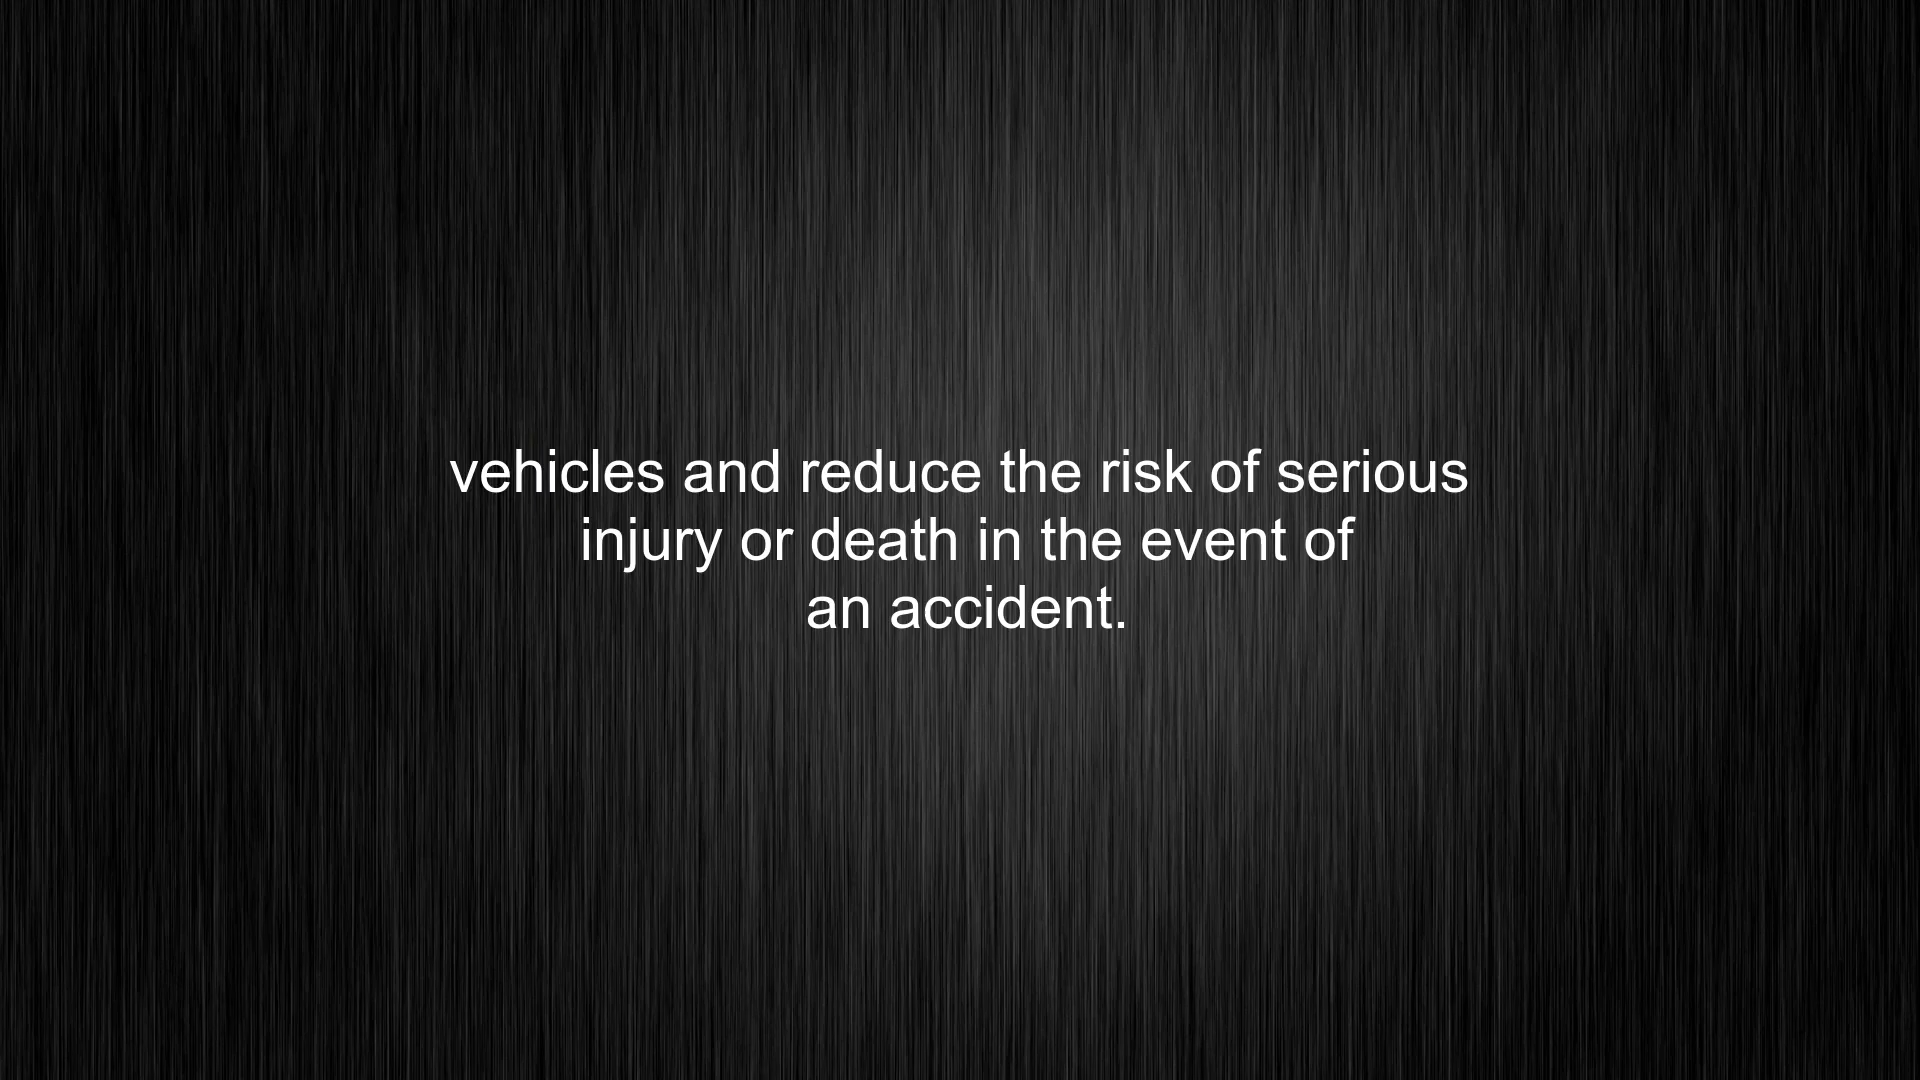 vehicles and reduce the risk of serious
injury or death in the event of
an accident.